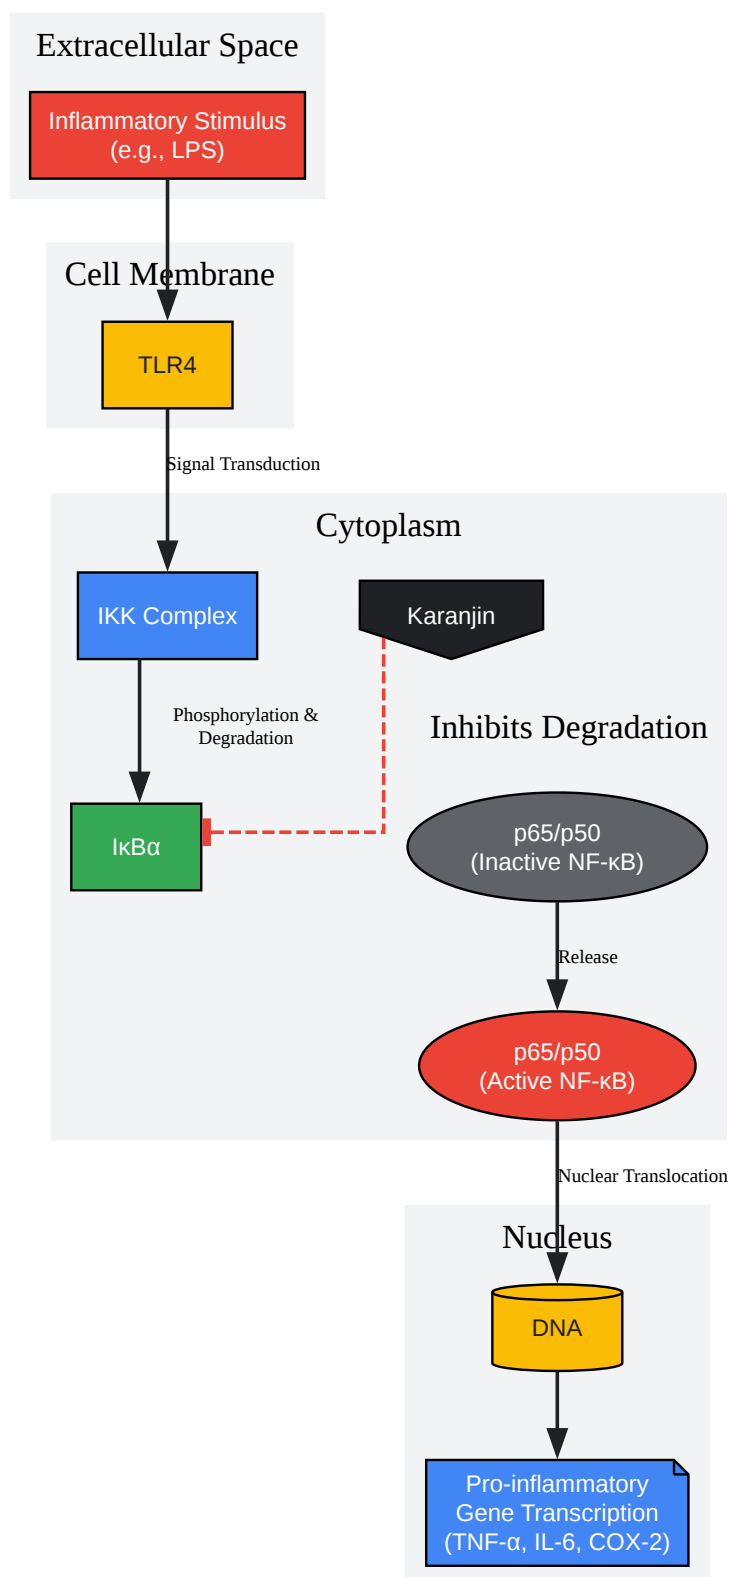 Extracellular Space
Inflammatory Stimulus
(e.g., LPS)
Cell Membrane
TLR4
Signal Transduction
Cytoplasm
IKK Complex
Karanjin
Phosphorylation &
Degradation
Inhibits Degradation
IκBα
p65/p50
(Inactive NF-κB)
Release
p65/p50
(Active NF-κB)
Nuclear Translocation
Nucleus
DNA
Pro-inflammatory
Gene Transcription
(TNF-α, IL-6, COX-2)